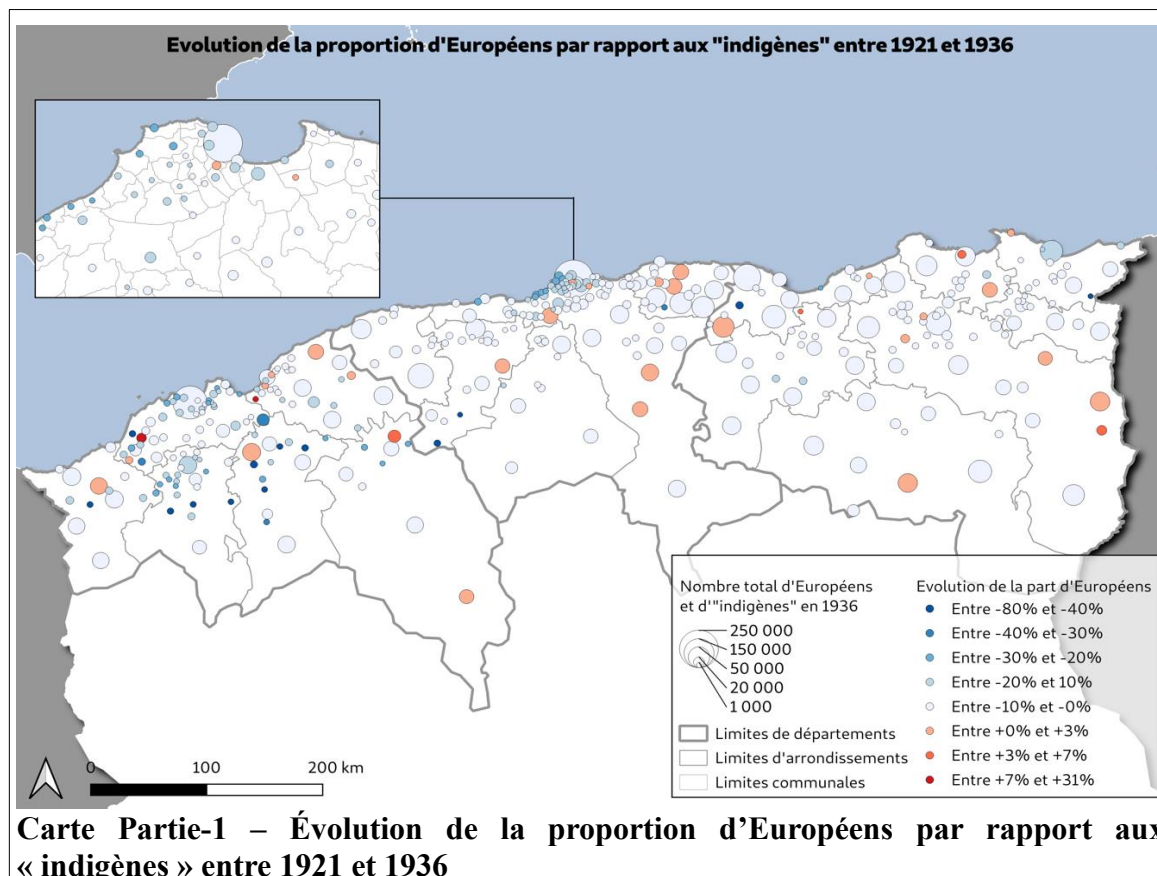 Evolution de la proportion d'Européens par rapport aux "indigènes" entre 1921 et 1936
Nombre total d'Européens
et d'"indigènes" en 1936
250 000
150 000
50 000
20 000
1 000
Limites de départements
Limites d'arrondissements
Limites communales
Evolution de la part d'Européens
Entre -80% et -40%
Entre -40% et -30%
Entre -30% et -20%
Entre -20% et 10%
Entre -10% et -0%
Entre +0% et +3%
Entre +3% et +7%
Entre +7% et +31%
0 100 200 km
Carte Partie-1 – Évolution de la proportion d’Européens par rapport aux
« indigènes » entre 1921 et 1936